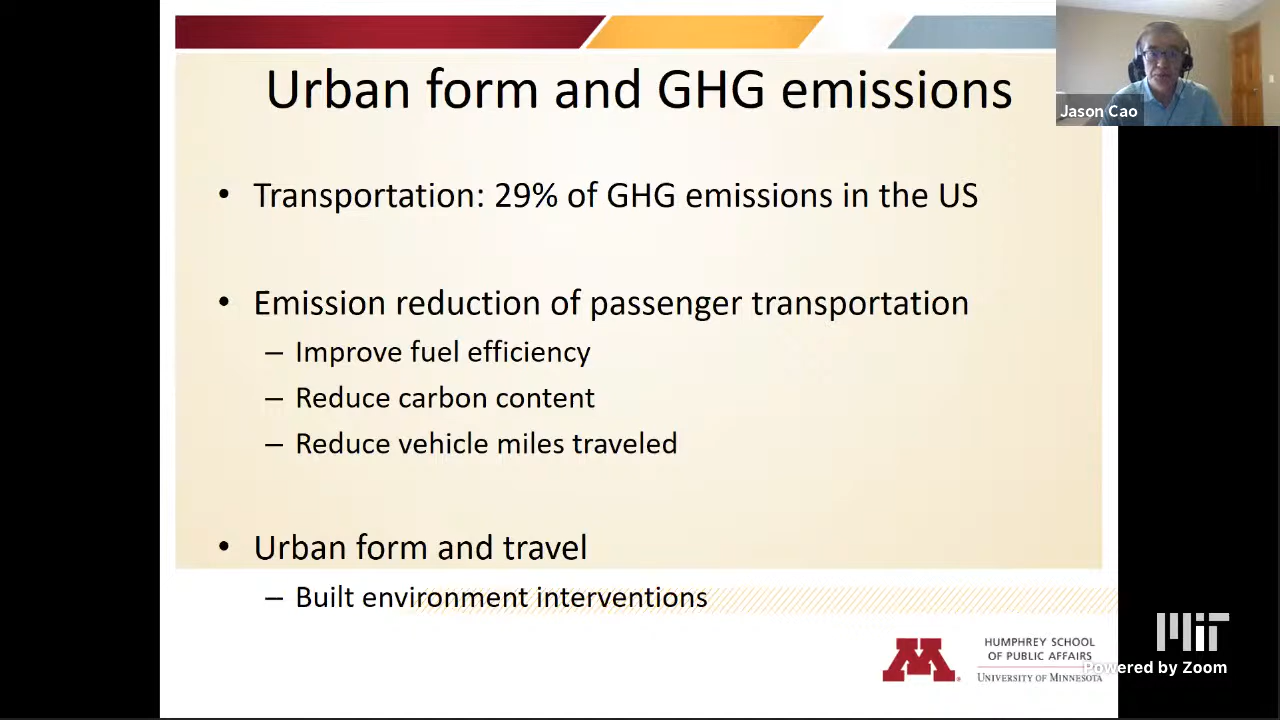 Urban form and GHG emissions
Jason Cao
• Transportation: 29% of GHG emissions in the US
• Emission reduction of passenger transportation
– Improve fuel efficiency
– Reduce carbon content
– Reduce vehicle miles traveled
• Urban form and travel
– Built environment interventions
MIT
HUMPHREY SCHOOL
OF PUBLIC AFFAIRS
UNIVERSITY OF MINNESOTA
M
Powered by Zoom